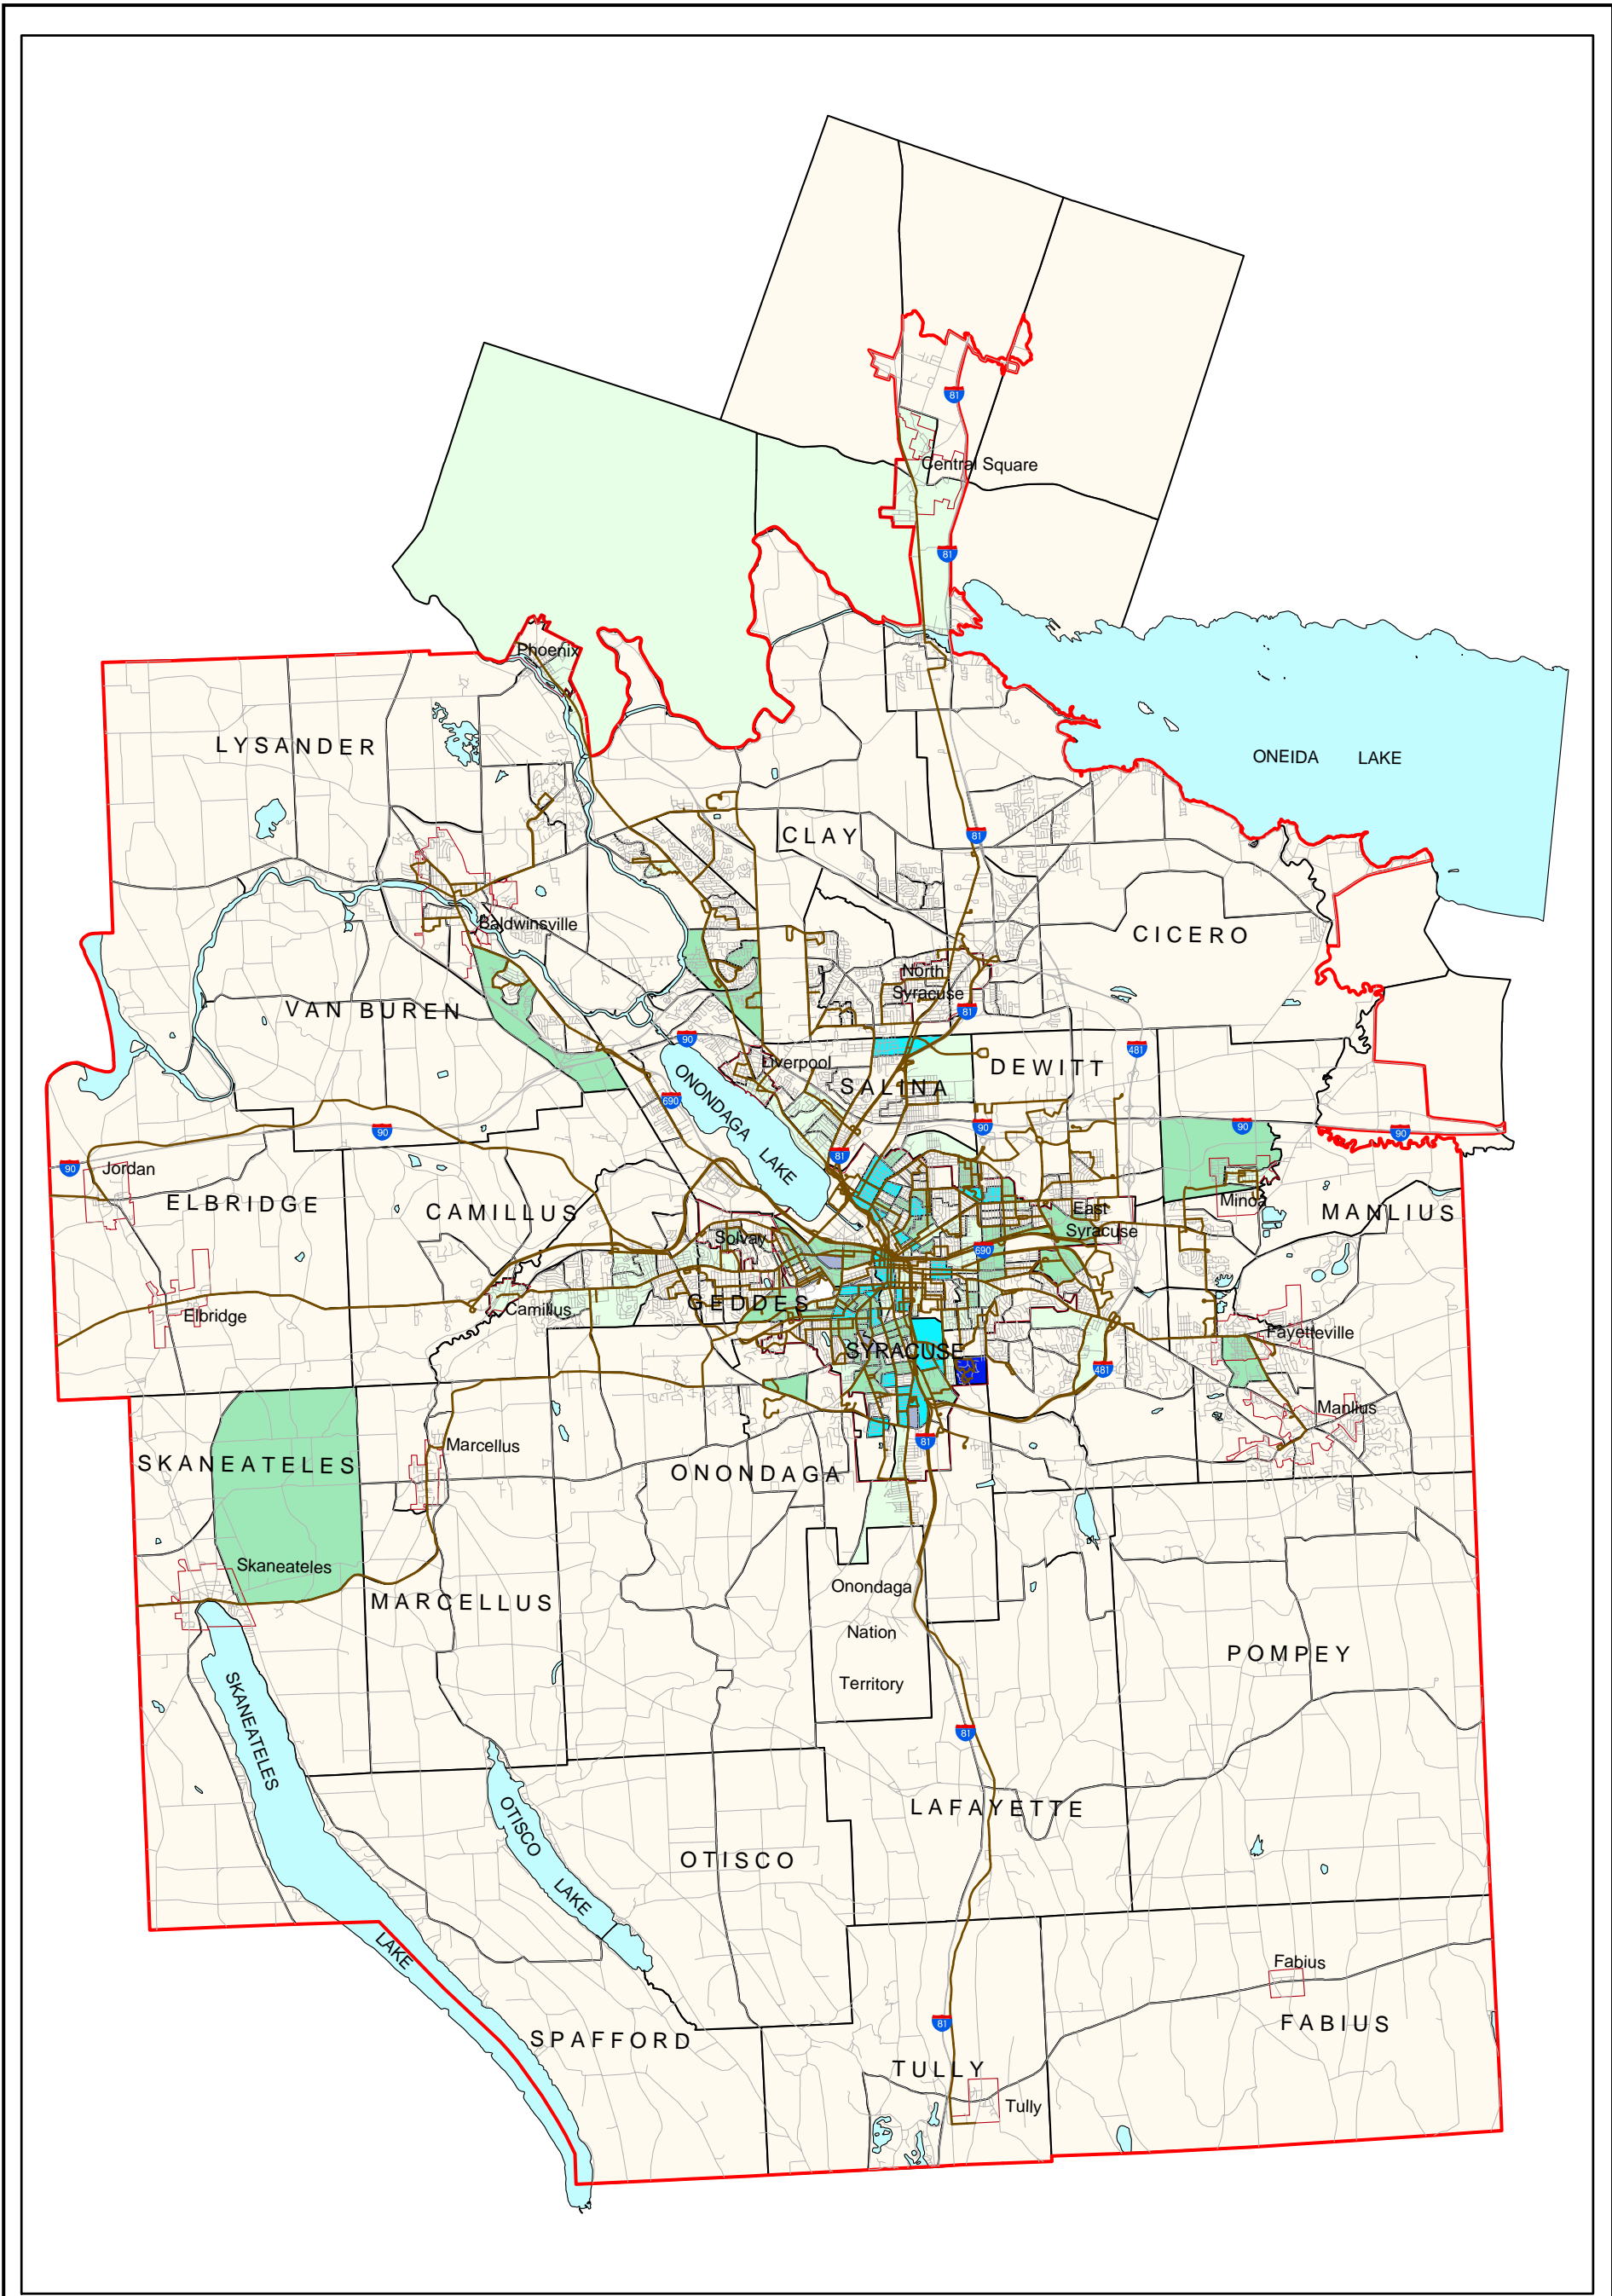 81
Central Square
81
Phoenix
LYSANDER
ONEIDA LAKE
CLAY
81
Baldwinsville
CICERO
North
Syracuse
VAN BUREN
81
90
481
Liverpool
DEWITT
ONONDAGA
LAKE
SALINA
690
90
90
90
90
81
90
Jordan
ELBRIDGE
CAMILLUS
Minoa
MANLIUS
East
Syracuse
Solvay
690
Elbridge
Camillus
GEDDES
Fayetteville
SYRACUSE
481
Manlius
Marcellus
81
SKANEATELES
ONONDAGA
Skaneateles
MARCELLUS
Onondaga
Nation
Territory
POMPEY
SKANEATELES
LAKE
81
LAFAYETTE
OTISCO
LAKE
OTISCO
Fabius
81
FABIUS
SPAFFORD
TULLY
Tully